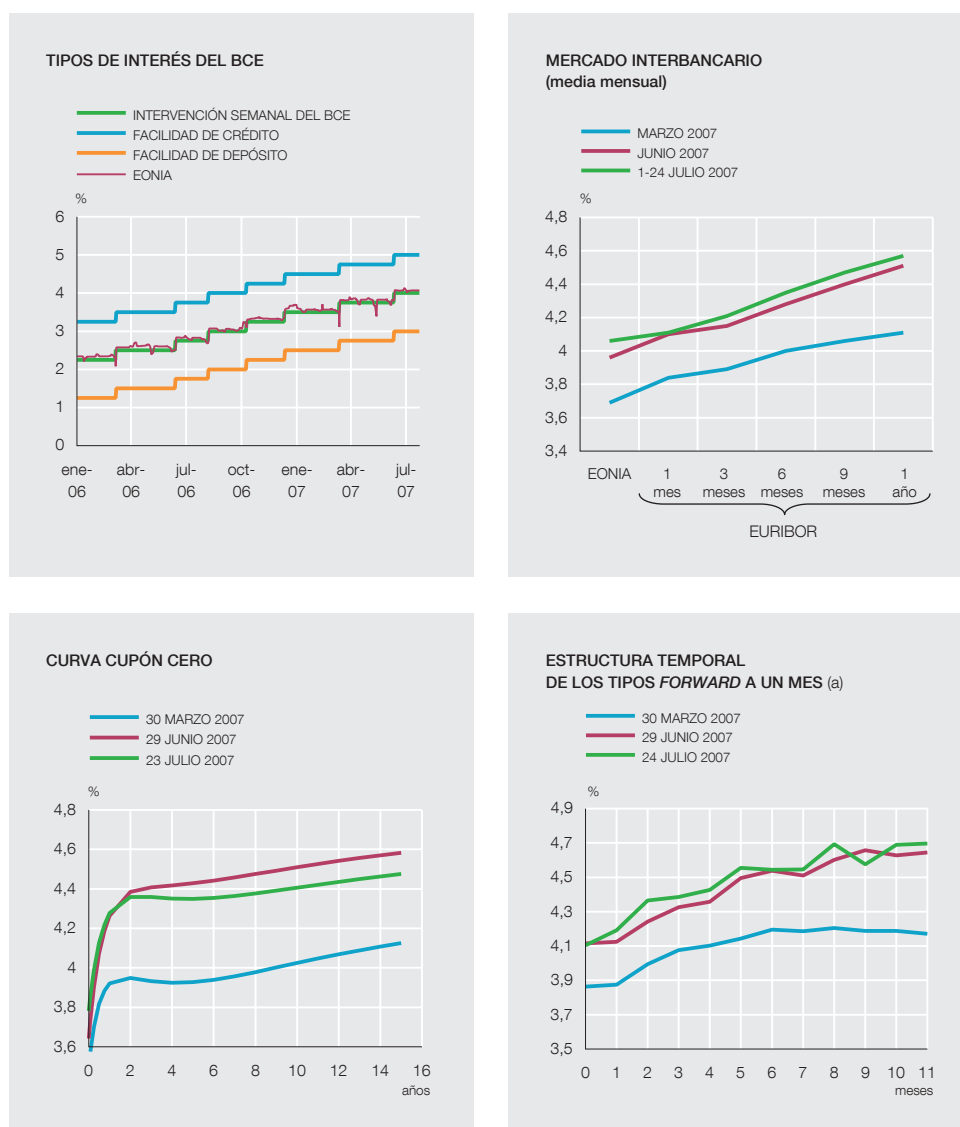 TIPOS DE INTERÉS DEL BCE
INTERVENCIÓN SEMANAL DEL BCE
FACILIDAD DE CRÉDITO
FACILIDAD DE DEPÓSITO
EONIA
%
6
5
4
3
2
1
0
ene- abr- jul- oct- ene- abr- jul-
06 06 06 06 07 07 07
MERCADO INTERBANCARIO
(media mensual)
MARZO 2007
JUNIO 2007
1-24 JULIO 2007
%
4,8
4,6
4,4
4,2
4
3,8
3,6
3,4
EONIA 1 3 6 9 1
mes meses meses meses año
EURIBOR
CURVA CUPÓN CERO
30 MARZO 2007
29 JUNIO 2007
23 JULIO 2007
%
4,8
4,6
4,4
4,2
4
3,8
3,6
0 2 4 6 8 10 12 14 16
años
ESTRUCTURA TEMPORAL
DE LOS TIPOS FORWARD A UN MES (a)
30 MARZO 2007
29 JUNIO 2007
24 JULIO 2007
%
4,9
4,7
4,5
4,3
4,1
3,9
3,7
3,5
0 1 2 3 4 5 6 7 8 9 10 11
meses